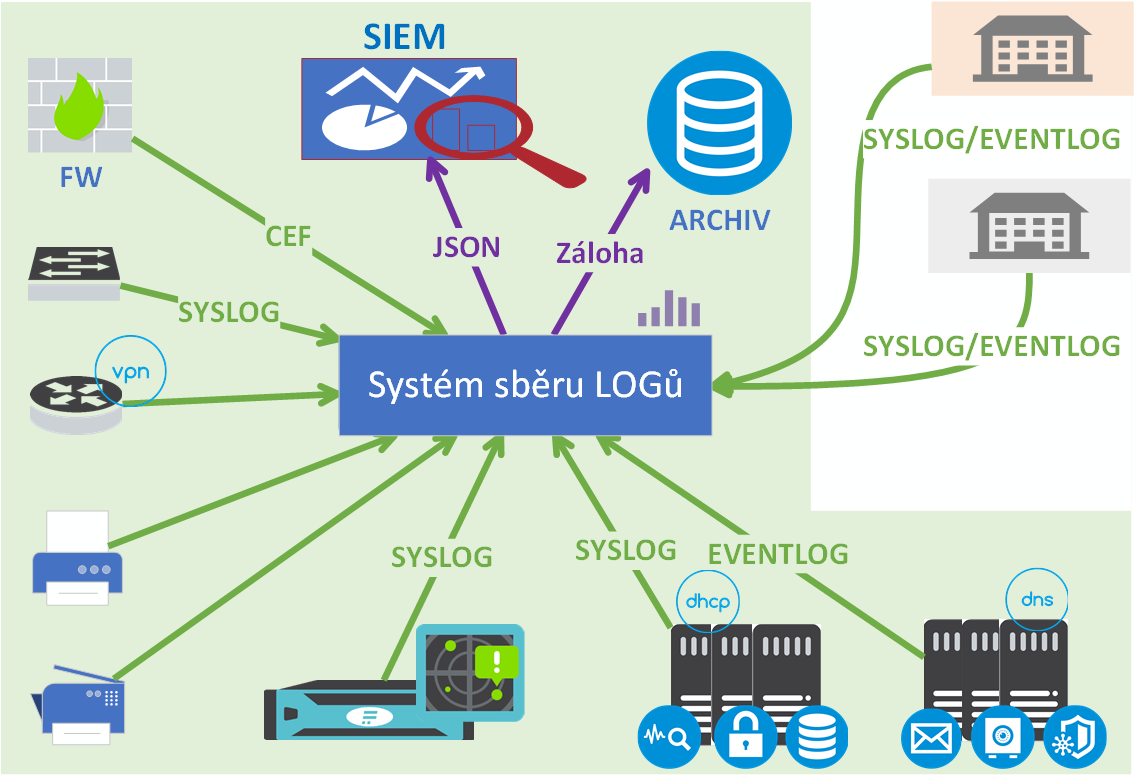 SIEM
FW
ARCHIV
SYSLOG/EVENTLOG
CEF
JSON
Záloha
SYSLOG
SYSLOG/EVENTLOG
vpn
Systém sběru LOGů
SYSLOG
SYSLOG
EVENTLOG
dhcp
dns
!